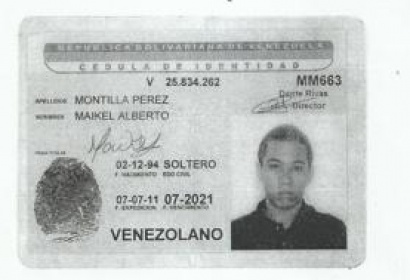 REPUBLICA BOLIVARIANA DE VENEZUELA
CEDULA DE IDENTIDAD
V 25.834.262 MM663
Dante Rivas
Director
APELLIDOS MONTILLA PEREZ
NOMBRES MAIKEL ALBERTO
02-12-94 SOLTERO
F. NACIMIENTO EDO CIVIL
07-07-11 07-2021
F. EXPEDICION F. VENCIMIENTO
VENEZOLANO